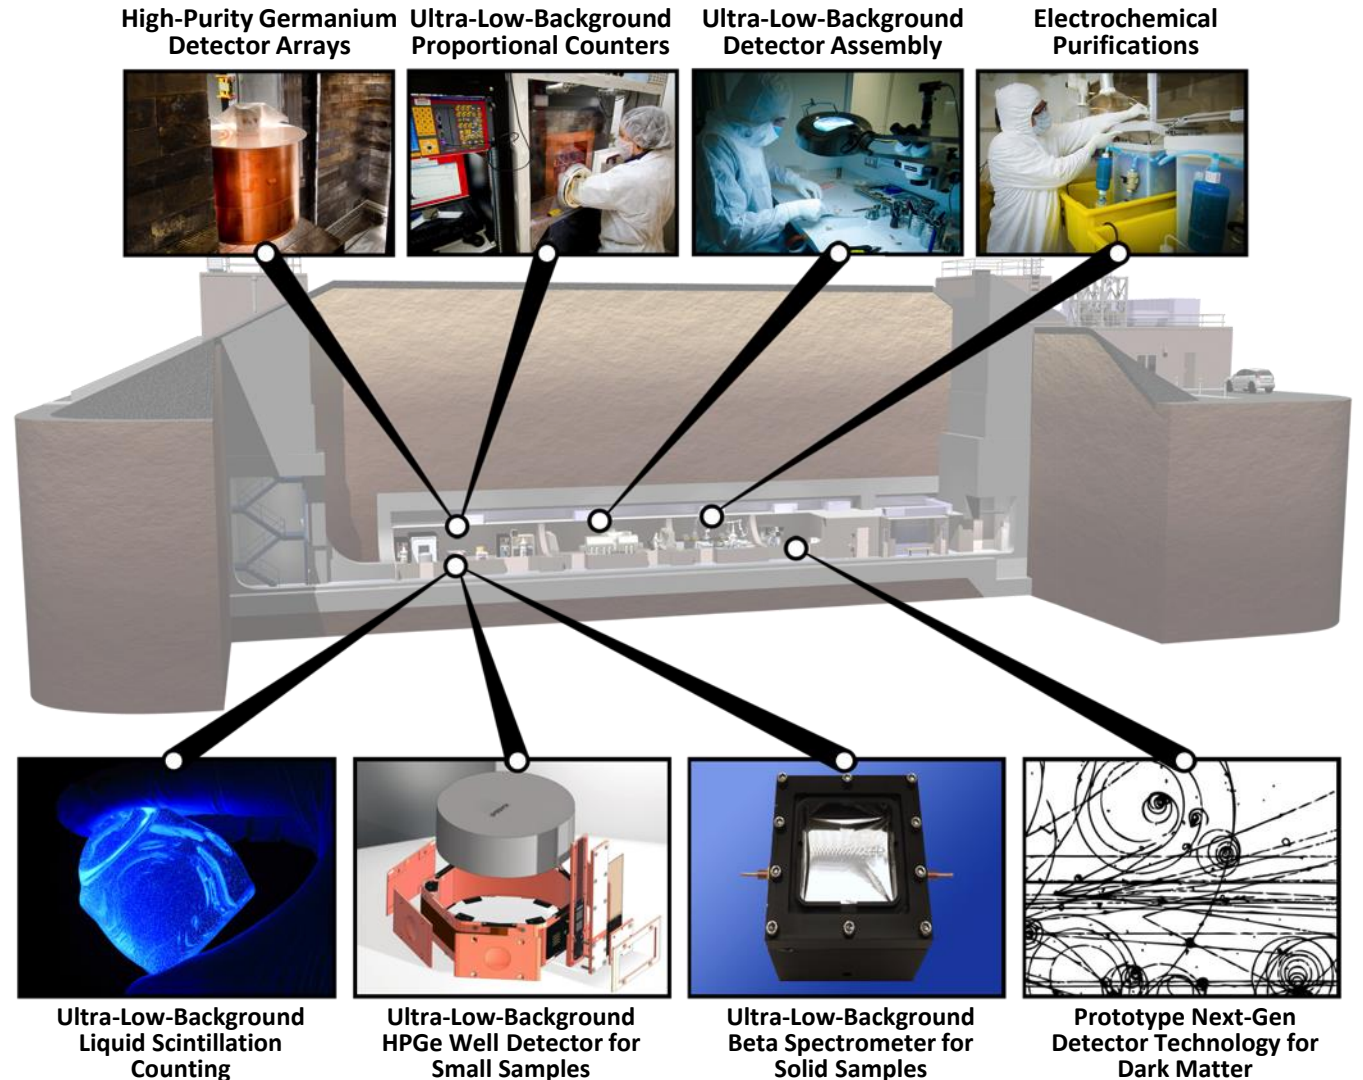 High-Purity Germanium
Detector Arrays
Ultra-Low-Background
Proportional Counters
Ultra-Low-Background
Detector Assembly
Electrochemical
Purifications
Ultra-Low-Background
Liquid Scintillation
Counting
Ultra-Low-Background
HPGe Well Detector for
Small Samples
Ultra-Low-Background
Beta Spectrometer for
Solid Samples
Prototype Next-Gen
Detector Technology for
Dark Matter